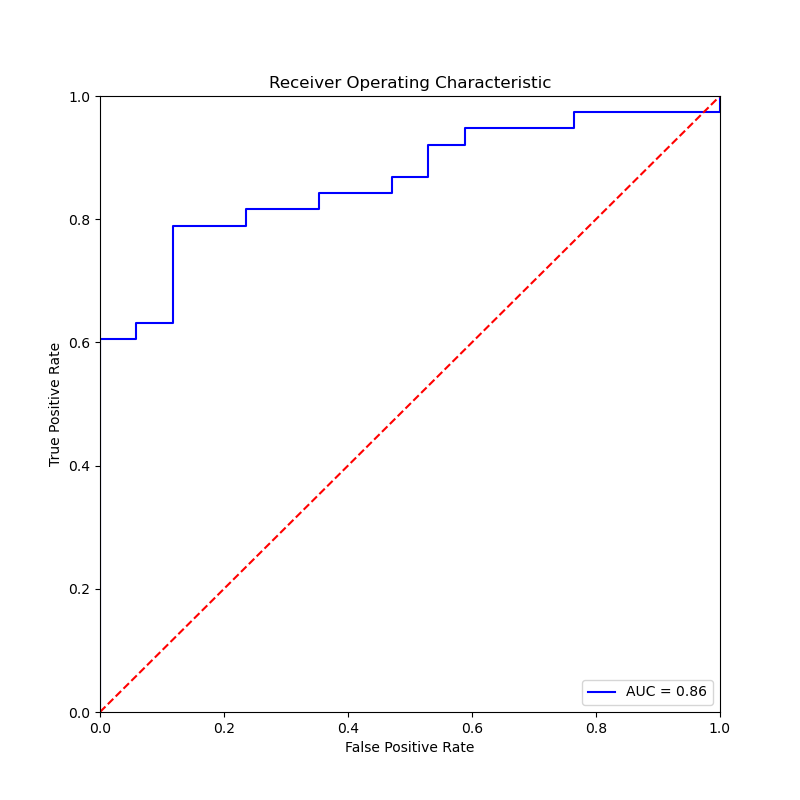 Receiver Operating Characteristic
True Positive Rate
1.0
0.8
0.6
0.4
0.2
0.0
AUC = 0.86
0.0 0.2 0.4 0.6 0.8 1.0
False Positive Rate